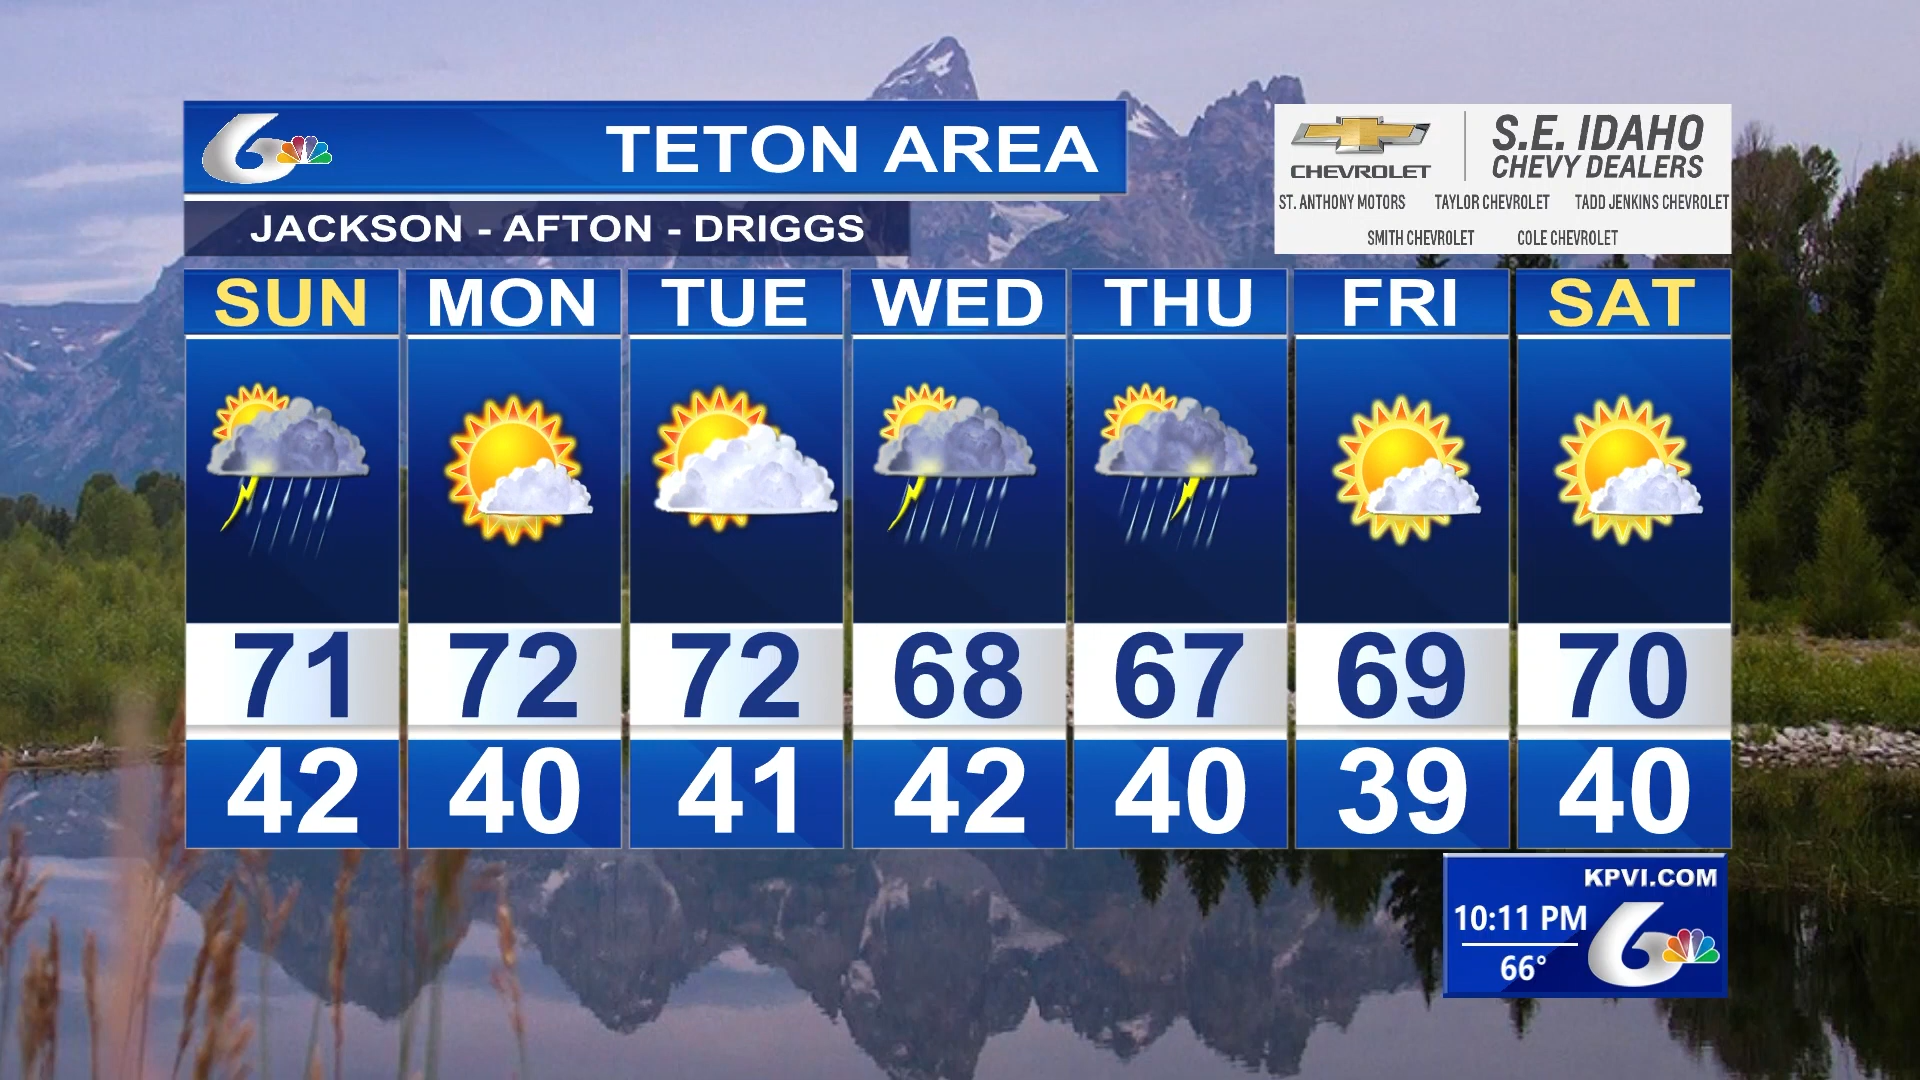 6
TETON AREA
JACKSON - AFTON - DRIGGS
CHEVROLET
S.E. IDAHO
CHEVY DEALERS
ST. ANTHONY MOTORS TAYLOR CHEVROLET TADD JENKINS CHEVROLET
SMITH CHEVROLET COLE CHEVROLET
SUN MON TUE WED THU FRI SAT
71 72 72 68 67 69 70
42 40 41 42 40 39 40
KPVI.COM
10:11 PM
66°
6